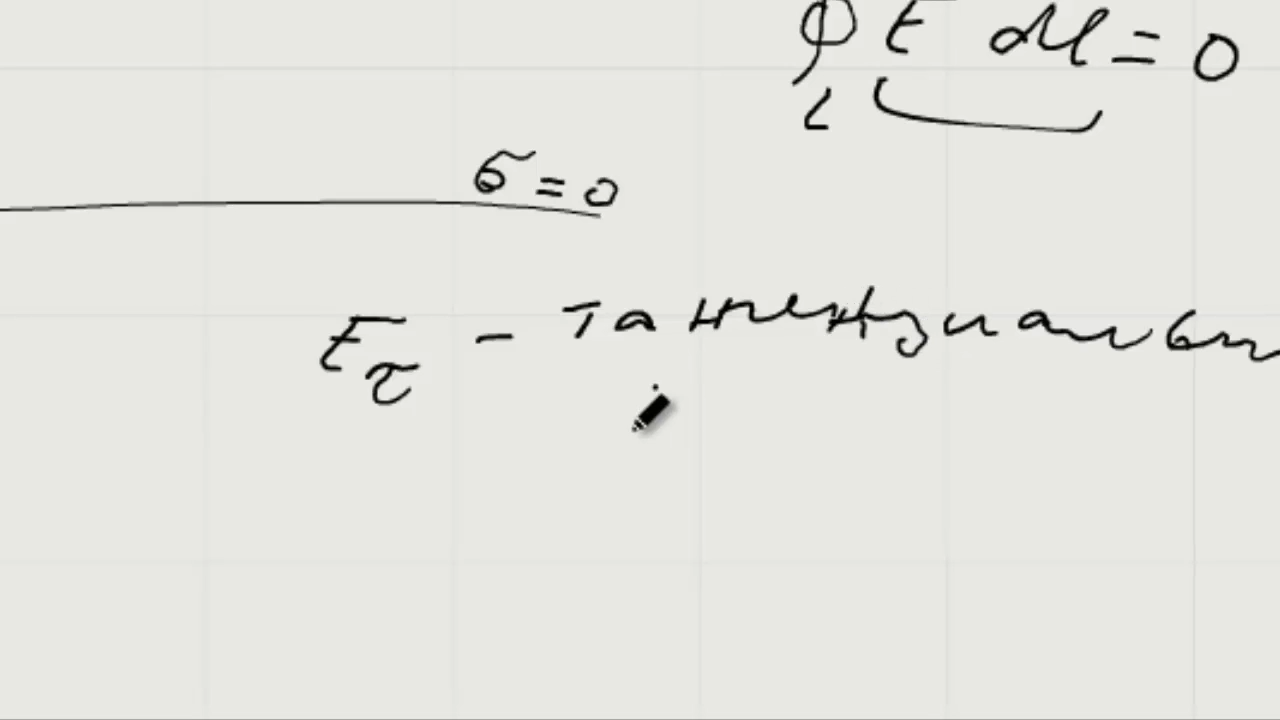 ∮ E dl = 0
L
σ = 0
E_τ - тангенциальн